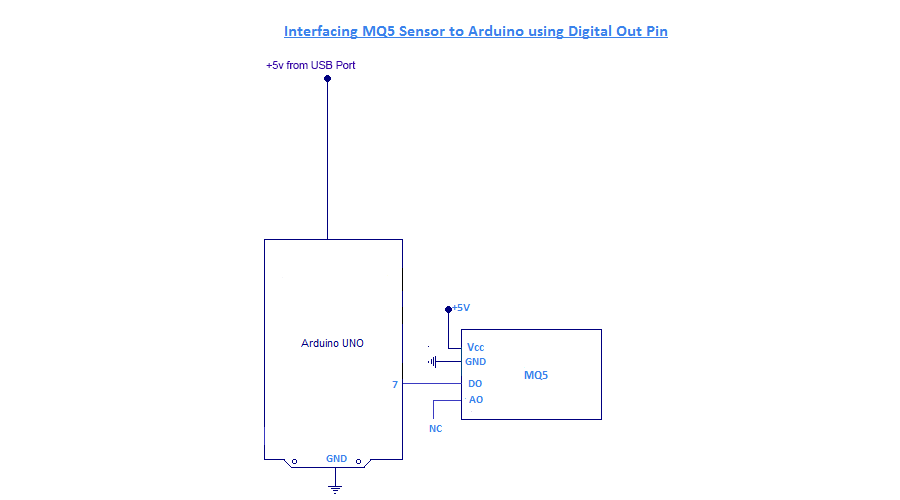 Interfacing MQ5 Sensor to Arduino using Digital Out Pin
+5v from USB Port
+5V
Arduino UNO
Vcc
GND
MQ5
7
DO
AO
NC
GND